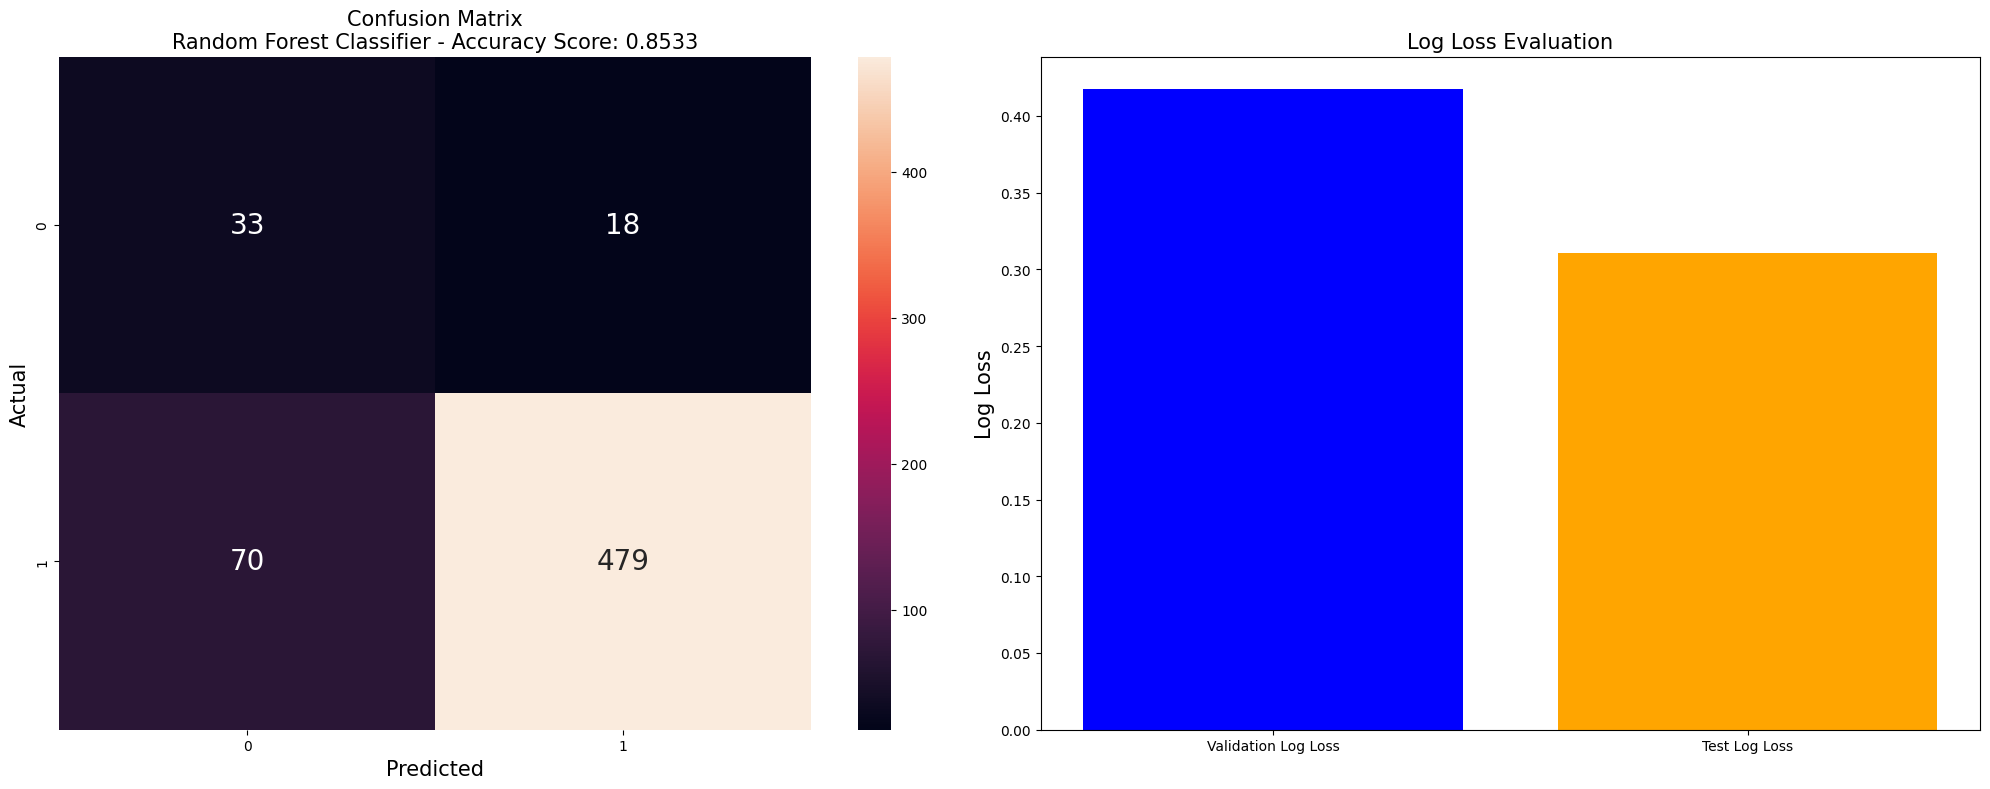 Confusion Matrix
Random Forest Classifier - Accuracy Score: 0.8533
Actual
0
1
33
18
70
479
0
1
Predicted
400
300
200
100
Log Loss Evaluation
Log Loss
0.40
0.35
0.30
0.25
0.20
0.15
0.10
0.05
0.00
Validation Log Loss
Test Log Loss